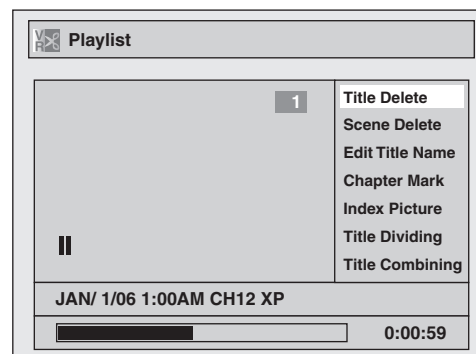 VR Playlist
1
Title Delete
Scene Delete
Edit Title Name
Chapter Mark
Index Picture
Title Dividing
Title Combining
JAN/ 1/06 1:00AM CH12 XP
0:00:59